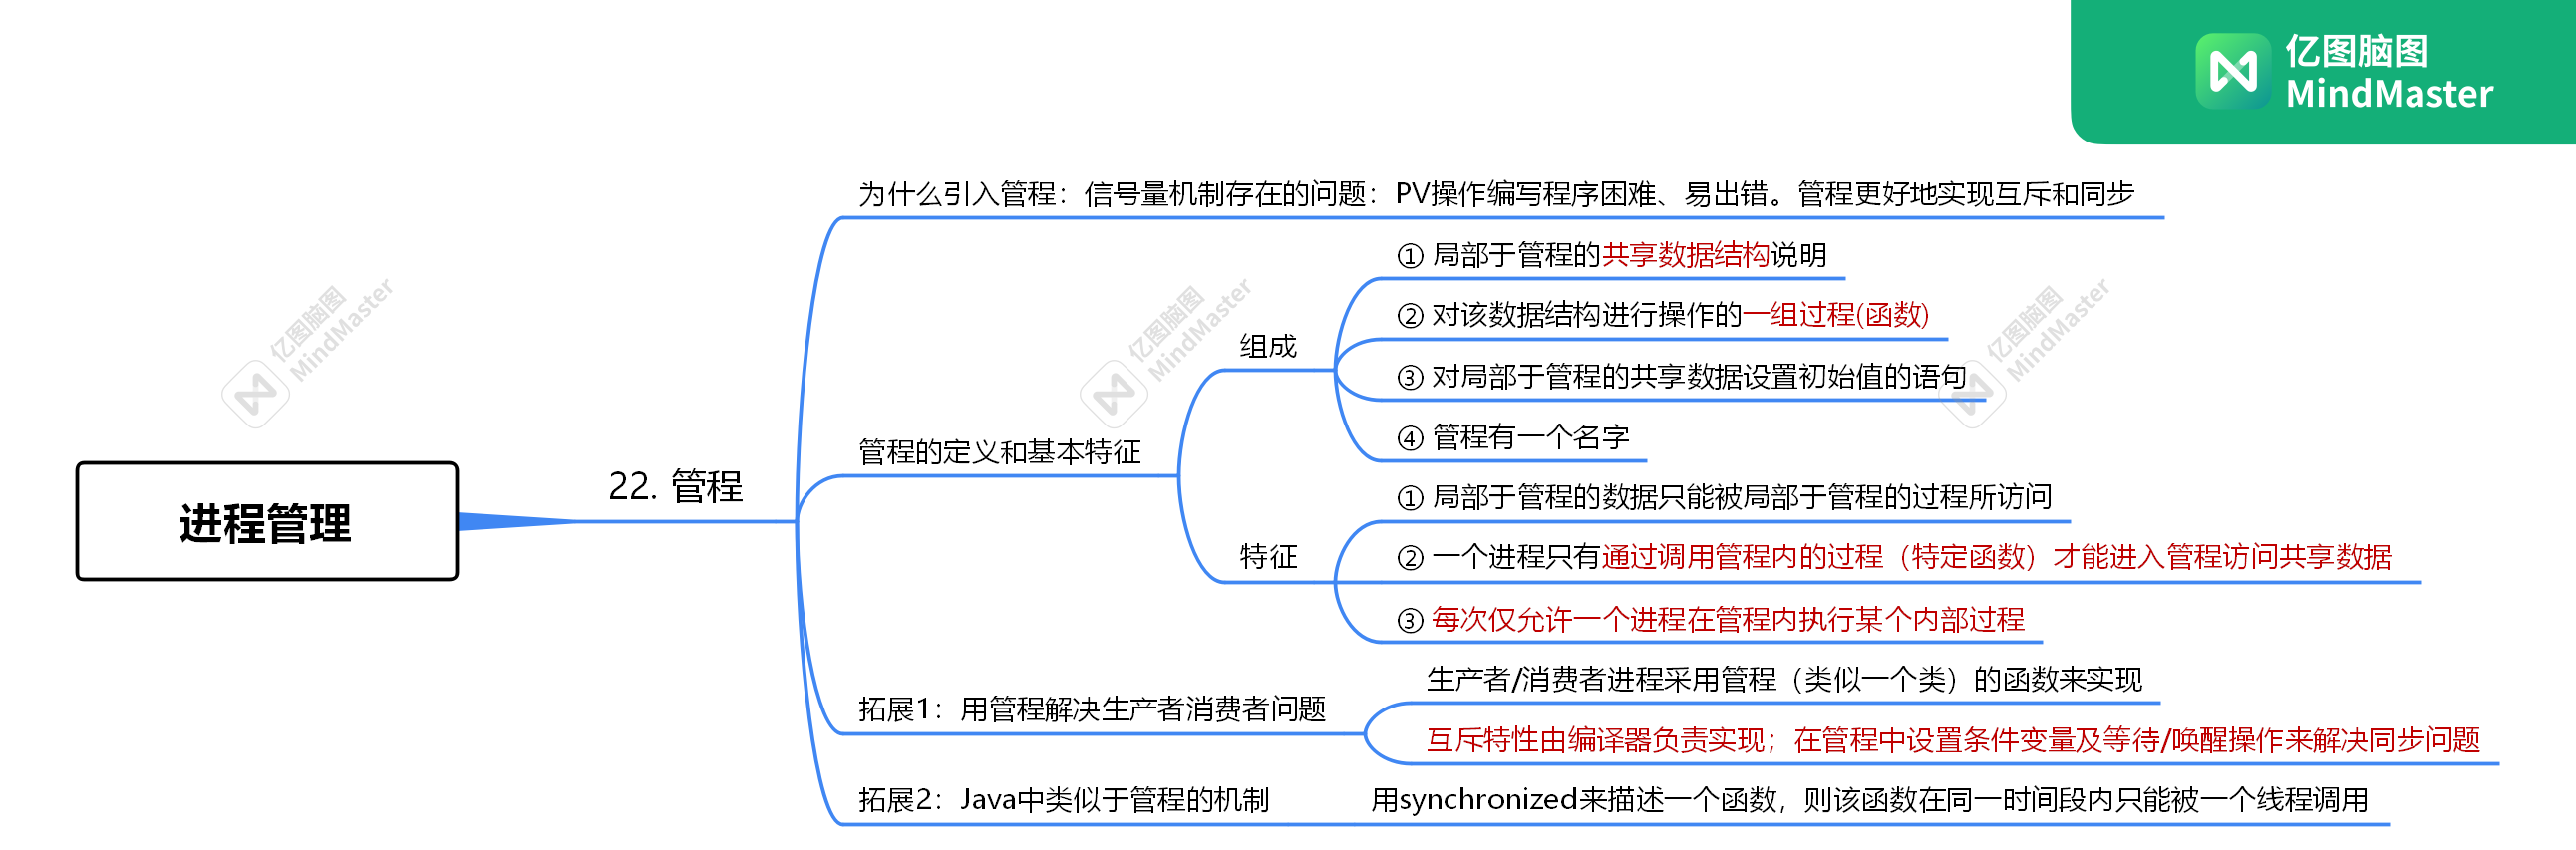 亿图脑图
MindMaster
为什么引入管程：信号量机制存在的问题：PV操作编写程序困难、易出错。管程更好地实现互斥和同步
① 局部于管程的共享数据结构说明
② 对该数据结构进行操作的一组过程(函数)
组成
③ 对局部于管程的共享数据设置初始值的语句
④ 管程有一个名字
管程的定义和基本特征
进程管理
22. 管程
① 局部于管程的数据只能被局部于管程的过程所访问
特征
② 一个进程只有通过调用管程内的过程（特定函数）才能进入管程访问共享数据
③ 每次仅允许一个进程在管程内执行某个内部过程
拓展1：用管程解决生产者消费者问题
生产者/消费者进程采用管程（类似一个类）的函数来实现
互斥特性由编译器负责实现；在管程中设置条件变量及等待/唤醒操作来解决同步问题
拓展2：Java中类似于管程的机制
用synchronized来描述一个函数，则该函数在同一时间段内只能被一个线程调用
亿图脑图
MindMaster
亿图脑图
MindMaster
亿图脑图
MindMaster